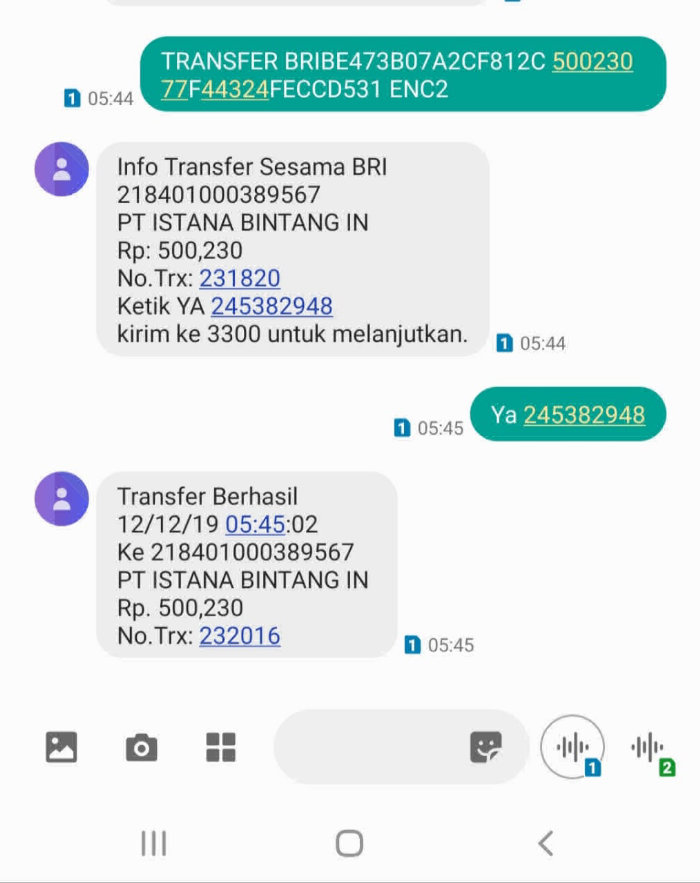 TRANSFER BRIBE473B07A2CF812C 500230
77F44324FECCD531 ENC2
1 05:44
Info Transfer Sesama BRI
218401000389567
PT ISTANA BINTANG IN
Rp: 500,230
No.Trx: 231820
Ketik YA 245382948
kirim ke 3300 untuk melanjutkan.
1 05:44
Ya 245382948
1 05:45
Transfer Berhasil
12/12/19 05:45:02
Ke 218401000389567
PT ISTANA BINTANG IN
Rp. 500,230
No.Trx: 232016
1 05:45
1
2